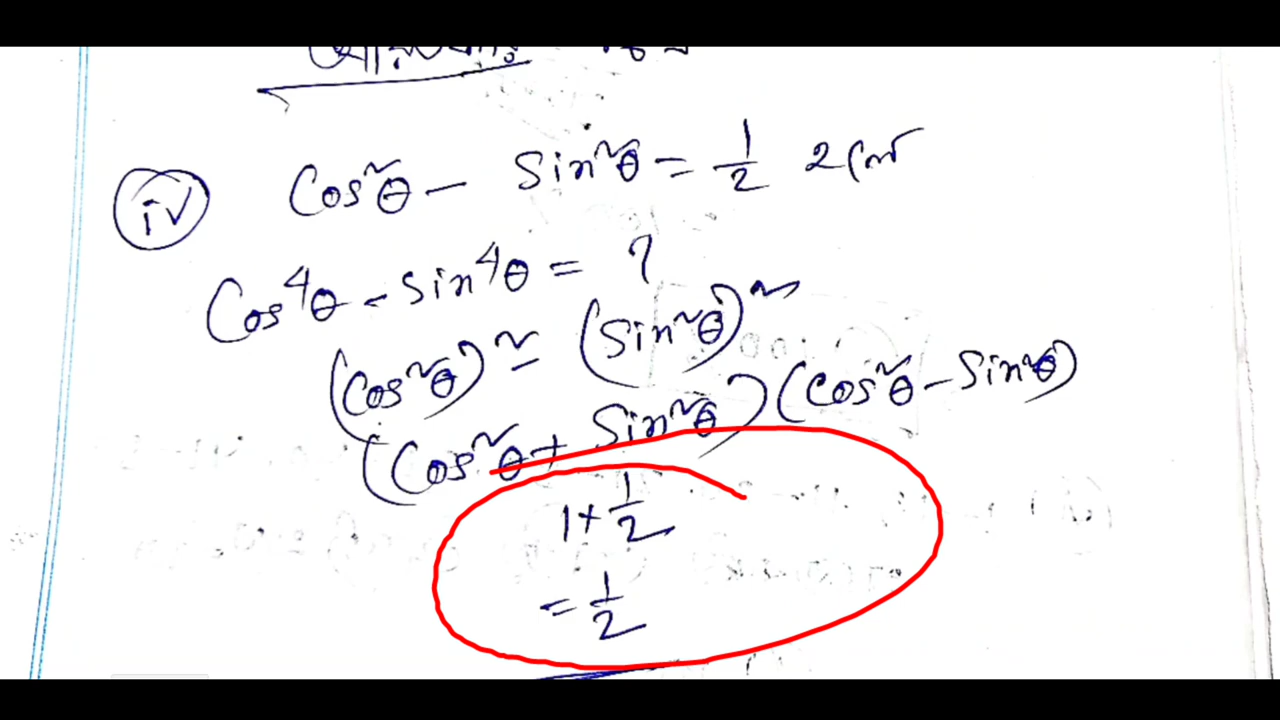 iv Cos²θ - Sin²θ = 1/2 হলে
Cos⁴θ - Sin⁴θ = ?
(Cos²θ)² - (Sin²θ)²
(Cos²θ + Sin²θ) (Cos²θ - Sin²θ)
1 + 1/2
= 1/2